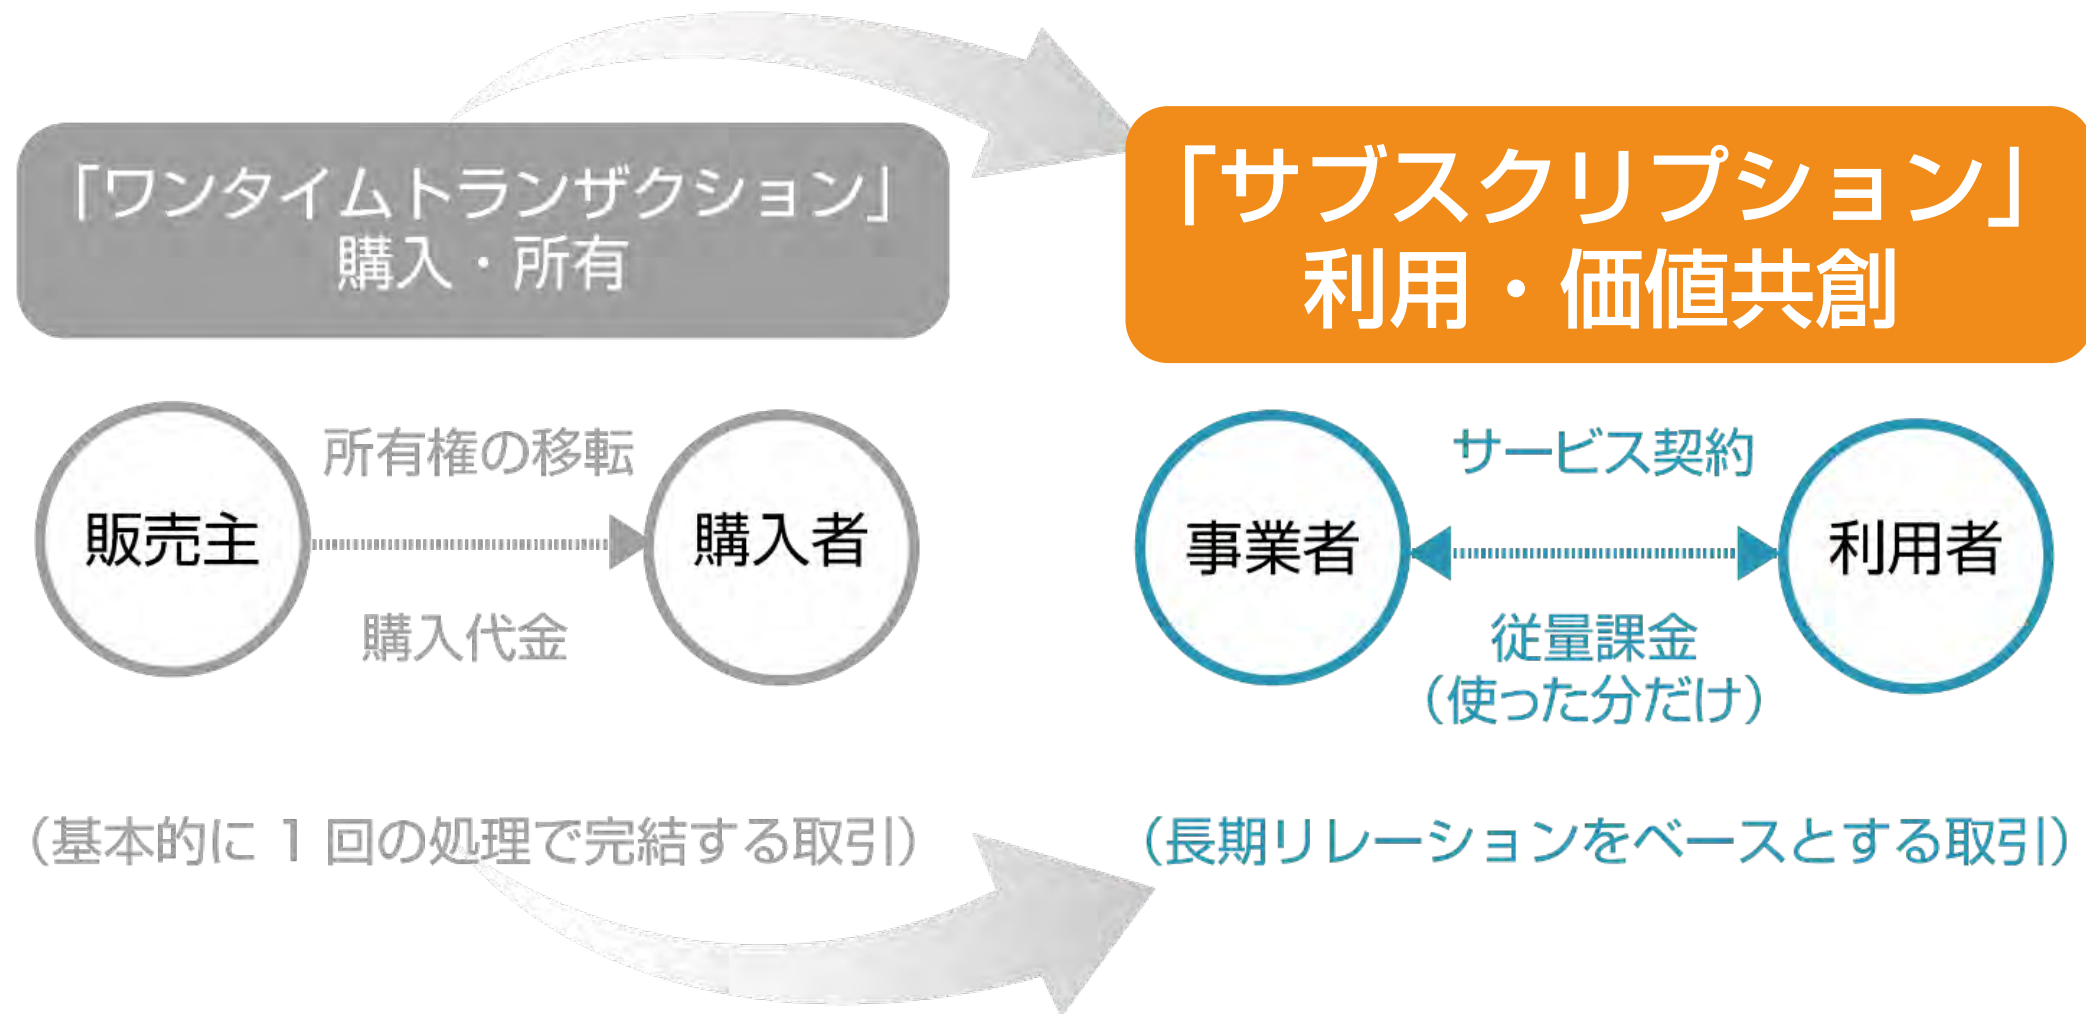 「ワンタイムトランザクション」
購入・所有
「サブスクリプション」
利用・価値共創
販売主
所有権の移転
購入代金
購入者
事業者
サービス契約
従量課金
（使った分だけ）
利用者
（基本的に 1 回の処理で完結する取引）
（長期リレーションをベースとする取引）